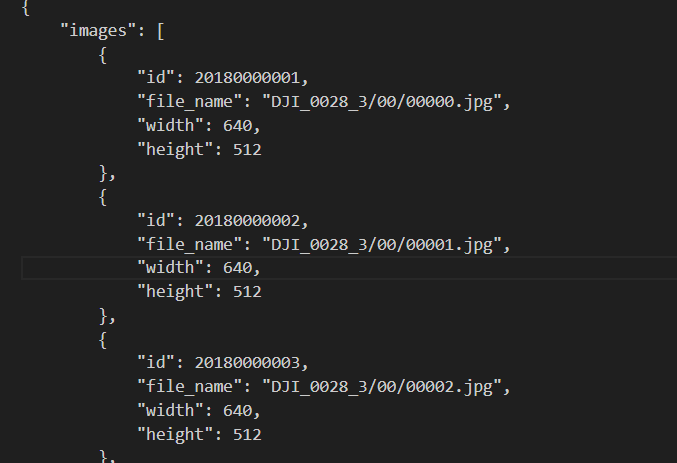 {
"images": [
{
"id": 20180000001,
"file_name": "DJI_0028_3/00/00000.jpg",
"width": 640,
"height": 512
},
{
"id": 20180000002,
"file_name": "DJI_0028_3/00/00001.jpg",
"width": 640,
"height": 512
},
{
"id": 20180000003,
"file_name": "DJI_0028_3/00/00002.jpg",
"width": 640,
"height": 512
},